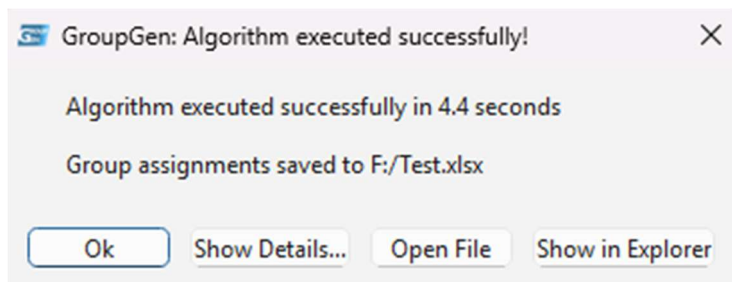 GroupGen: Algorithm executed successfully!
Algorithm executed successfully in 4.4 seconds
Group assignments saved to F:/Test.xlsx
Ok Show Details... Open File Show in Explorer